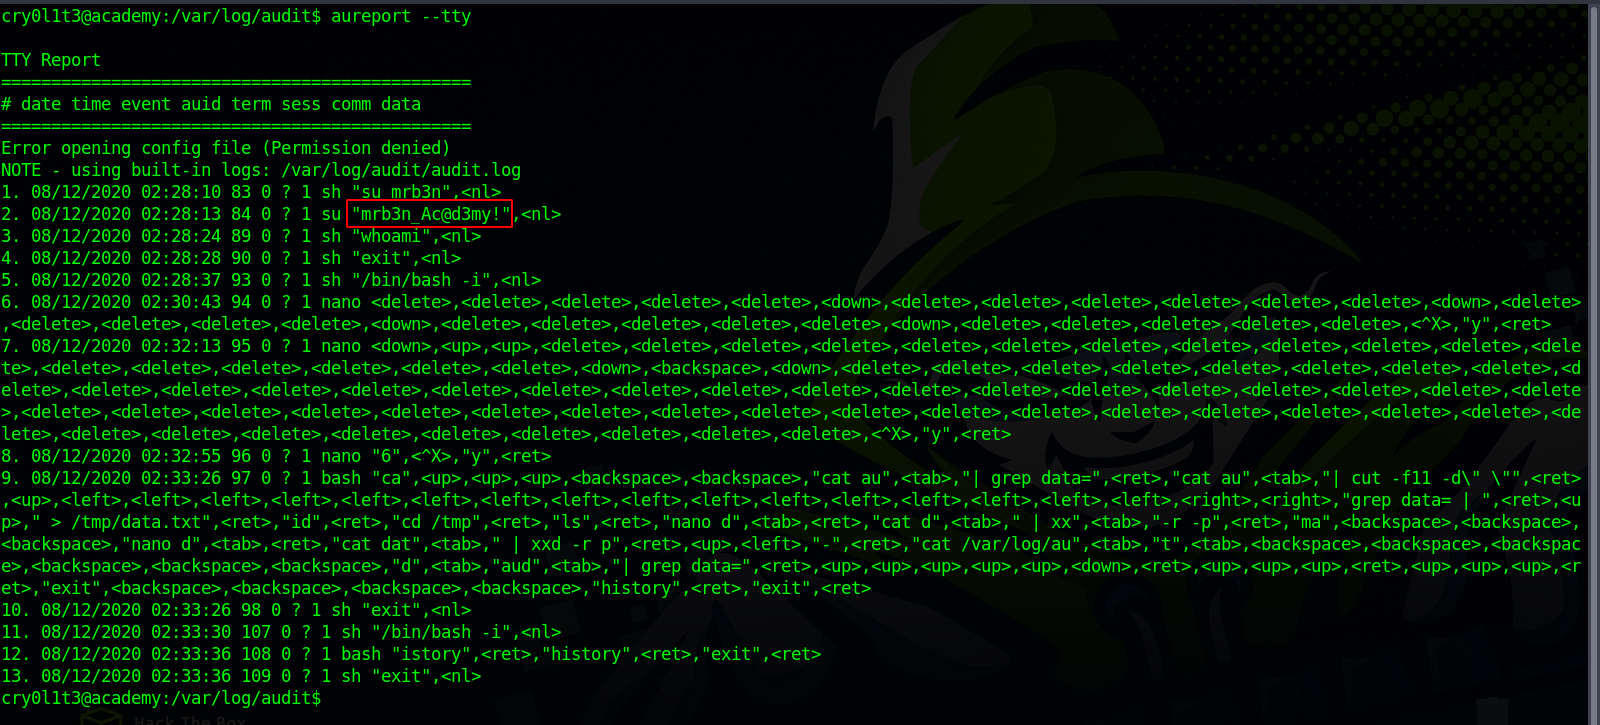 cry0l1t3@academy:/var/log/audit$ aureport --tty
TTY Report
===============================================
# date time event auid term sess comm data
===============================================
Error opening config file (Permission denied)
NOTE - using built-in logs: /var/log/audit/audit.log
1. 08/12/2020 02:28:10 83 0 ? 1 sh "su mrb3n",<nl>
2. 08/12/2020 02:28:13 84 0 ? 1 su "mrb3n_Ac@d3my!",<nl>
3. 08/12/2020 02:28:24 89 0 ? 1 sh "whoami",<nl>
4. 08/12/2020 02:28:28 90 0 ? 1 sh "exit",<nl>
5. 08/12/2020 02:28:37 93 0 ? 1 sh "/bin/bash -i",<nl>
6. 08/12/2020 02:30:43 94 0 ? 1 nano <delete>,<delete>,<delete>,<delete>,<delete>,<down>,<delete>,<delete>,<delete>,<delete>,<delete>,<delete>,<down>,<delete>
,<delete>,<delete>,<delete>,<delete>,<down>,<delete>,<delete>,<delete>,<delete>,<delete>,<down>,<delete>,<delete>,<delete>,<delete>,<delete>,<^X>,"y",<ret>
7. 08/12/2020 02:32:13 95 0 ? 1 nano <down>,<up>,<up>,<delete>,<delete>,<delete>,<delete>,<delete>,<delete>,<delete>,<delete>,<delete>,<delete>,<delete>,<dele
te>,<delete>,<delete>,<delete>,<delete>,<delete>,<delete>,<down>,<backspace>,<down>,<delete>,<delete>,<delete>,<delete>,<delete>,<delete>,<delete>,<delete>,<d
elete>,<delete>,<delete>,<delete>,<delete>,<delete>,<delete>,<delete>,<delete>,<delete>,<delete>,<delete>,<delete>,<delete>,<delete>,<delete>,<delete>,<delete
>,<delete>,<delete>,<delete>,<delete>,<delete>,<delete>,<delete>,<delete>,<delete>,<delete>,<delete>,<delete>,<delete>,<delete>,<delete>,<delete>,<delete>,<de
lete>,<delete>,<delete>,<delete>,<delete>,<delete>,<delete>,<delete>,<delete>,<delete>,<^X>,"y",<ret>
8. 08/12/2020 02:32:55 96 0 ? 1 nano "6",<^X>,"y",<ret>
9. 08/12/2020 02:33:26 97 0 ? 1 bash "ca",<up>,<up>,<up>,<backspace>,<backspace>,"cat au",<tab>,"| grep data=",<ret>,"cat au",<tab>,"| cut -f11 -d\" \"",<ret>
,<up>,<left>,<left>,<left>,<left>,<left>,<left>,<left>,<left>,<left>,<left>,<left>,<left>,<left>,<left>,<left>,<right>,<right>,"grep data= | ",<ret>,<u
p>," > /tmp/data.txt",<ret>,"id",<ret>,"cd /tmp",<ret>,"ls",<ret>,"nano d",<tab>,<ret>,"cat d",<tab>," | xx",<tab>,"-r -p",<ret>,"ma",<backspace>,<backspace>,
<backspace>,"nano d",<tab>,<ret>,"cat dat",<tab>," | xxd -r p",<ret>,<up>,<left>,"-",<ret>,"cat /var/log/au",<tab>,"t",<tab>,<backspace>,<backspace>,<backspac
e>,<backspace>,<backspace>,<backspace>,"d",<tab>,"aud",<tab>,"| grep data=",<ret>,<up>,<up>,<up>,<up>,<up>,<down>,<ret>,<up>,<up>,<up>,<ret>,<up>,<up>,<up>,<r
et>,"exit",<backspace>,<backspace>,<backspace>,<backspace>,"history",<ret>,"exit",<ret>
10. 08/12/2020 02:33:26 98 0 ? 1 sh "exit",<nl>
11. 08/12/2020 02:33:30 107 0 ? 1 sh "/bin/bash -i",<nl>
12. 08/12/2020 02:33:36 108 0 ? 1 bash "istory",<ret>,"history",<ret>,"exit",<ret>
13. 08/12/2020 02:33:36 109 0 ? 1 sh "exit",<nl>
cry0l1t3@academy:/var/log/audit$
Hack The Box